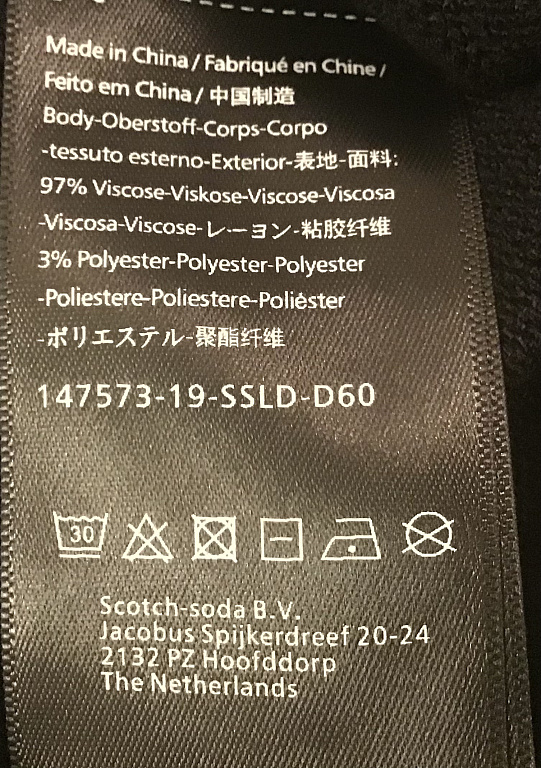 Made in China / Fabriqué en Chine /
Feito em China / 中国制造
Body-Oberstoff-Corps-Corpo
-tessuto esterno-Exterior-表地-面料:
97% Viscose-Viskose-Viscose-Viscosa
-Viscosa-Viscose-レーヨン-粘胶纤维
3% Polyester-Polyester-Polyester
-Poliestere-Poliestere-Poliéster
-ポリエステル-聚酯纤维
147573-19-SSLD-D60
30
Scotch-soda B.V.
Jacobus Spijkerdreef 20-24
2132 PZ Hoofddorp
The Netherlands